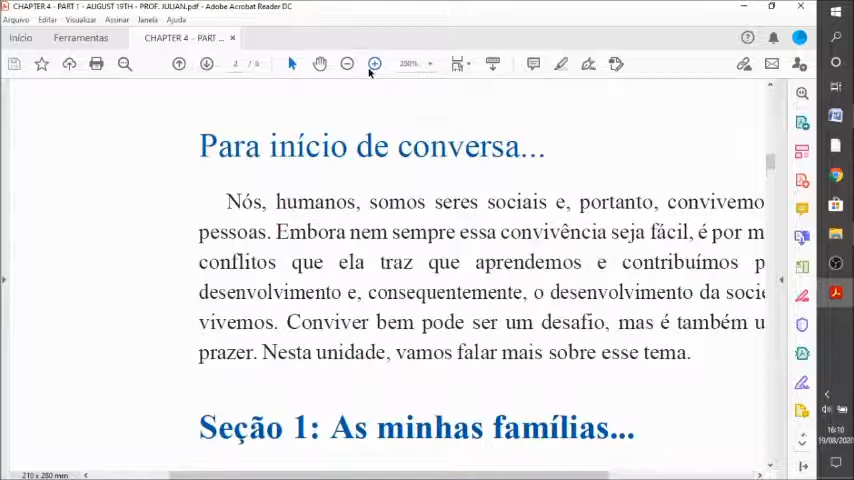 CHAPTER 4 - PART 1 - AUGUST 19TH - PROF. JULIAN.pdf - Adobe Acrobat Reader DC
Arquivo Editar Visualizar Assinar Janela Ajuda
Início Ferramentas CHAPTER 4 - PART ... ×
2 / 6 250%
Para início de conversa...
Nós, humanos, somos seres sociais e, portanto, convivemo
pessoas. Embora nem sempre essa convivência seja fácil, é por m
conflitos que ela traz que aprendemos e contribuímos p
desenvolvimento e, consequentemente, o desenvolvimento da socie
vivemos. Conviver bem pode ser um desafio, mas é também u
prazer. Nesta unidade, vamos falar mais sobre esse tema.
Seção 1: As minhas famílias...
210 x 280 mm
16:10
19/08/2020